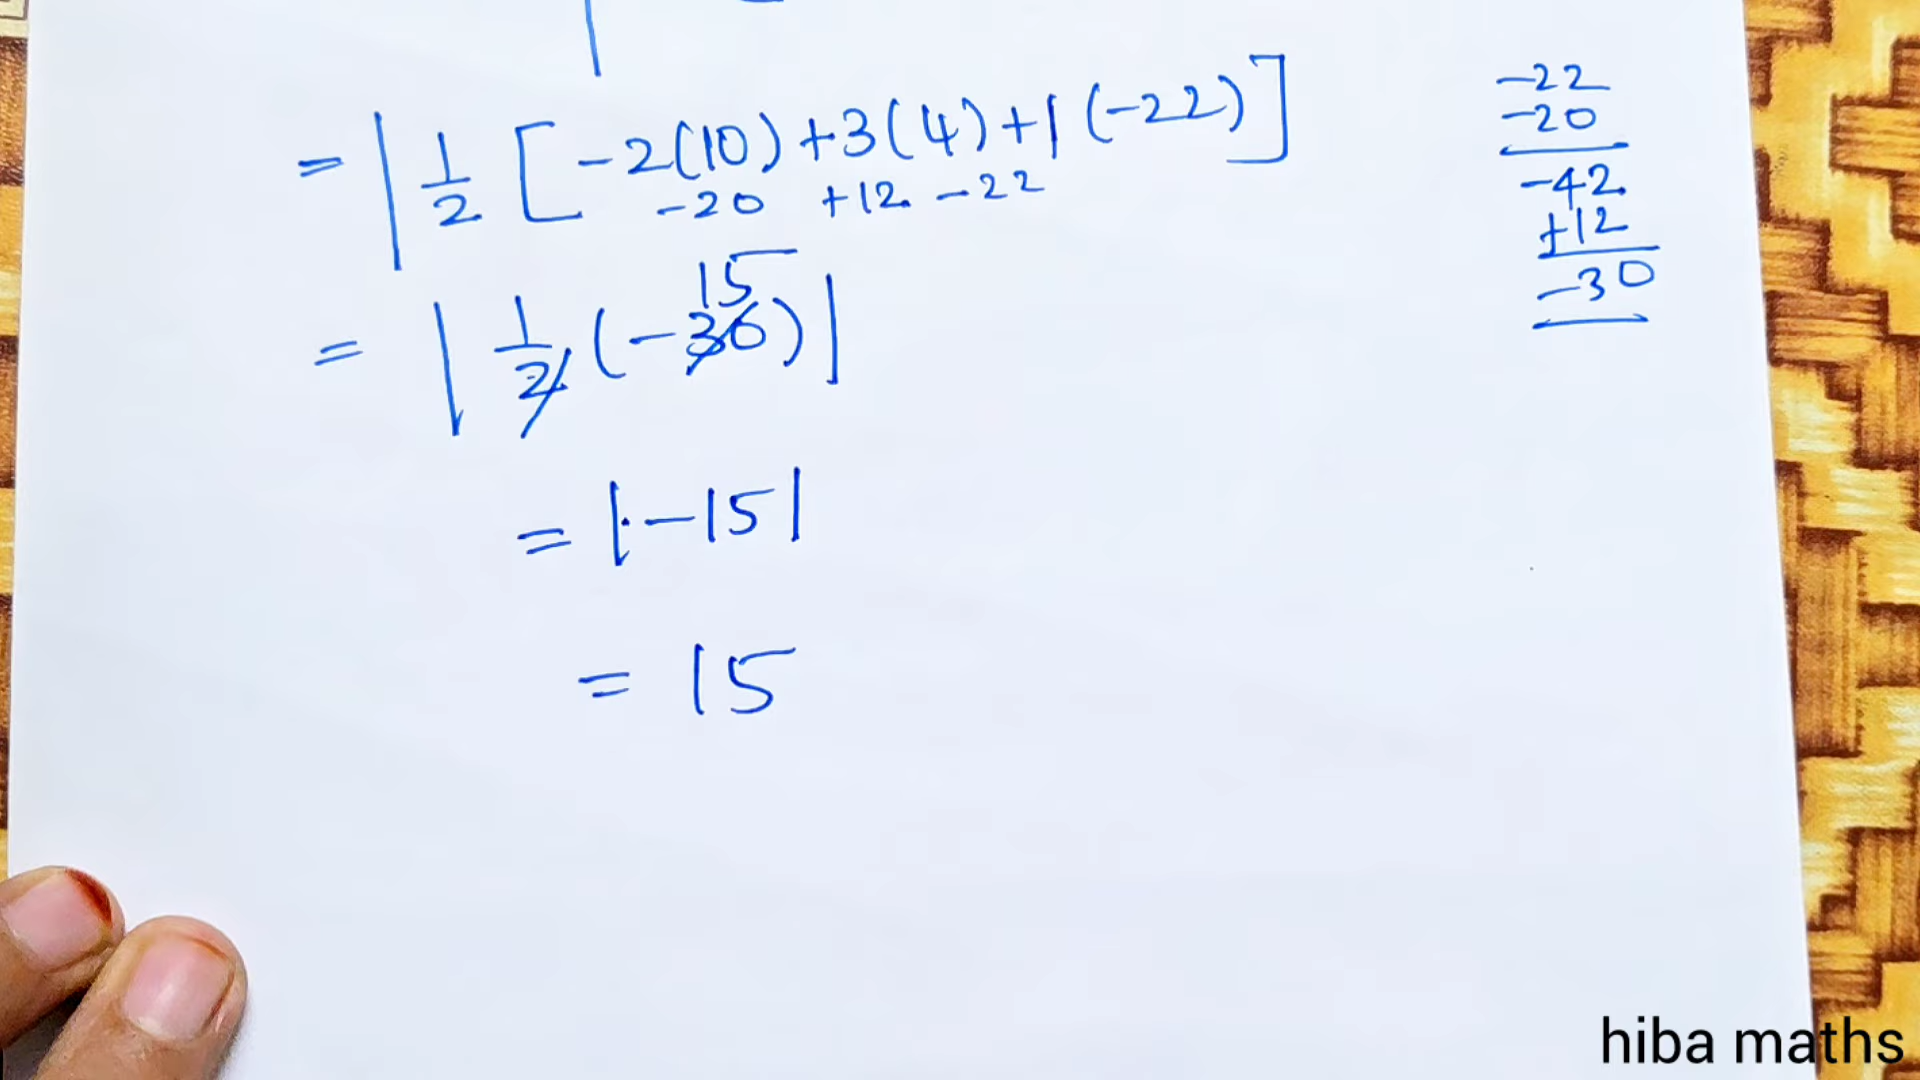 = | 1/2 [ -2(10) +3(4) +1(-22) ]
-20 +12 -22
15
= | 1/2 (-30) |
= |-15|
= 15
-22
-20
-42
+12
-30
hiba maths